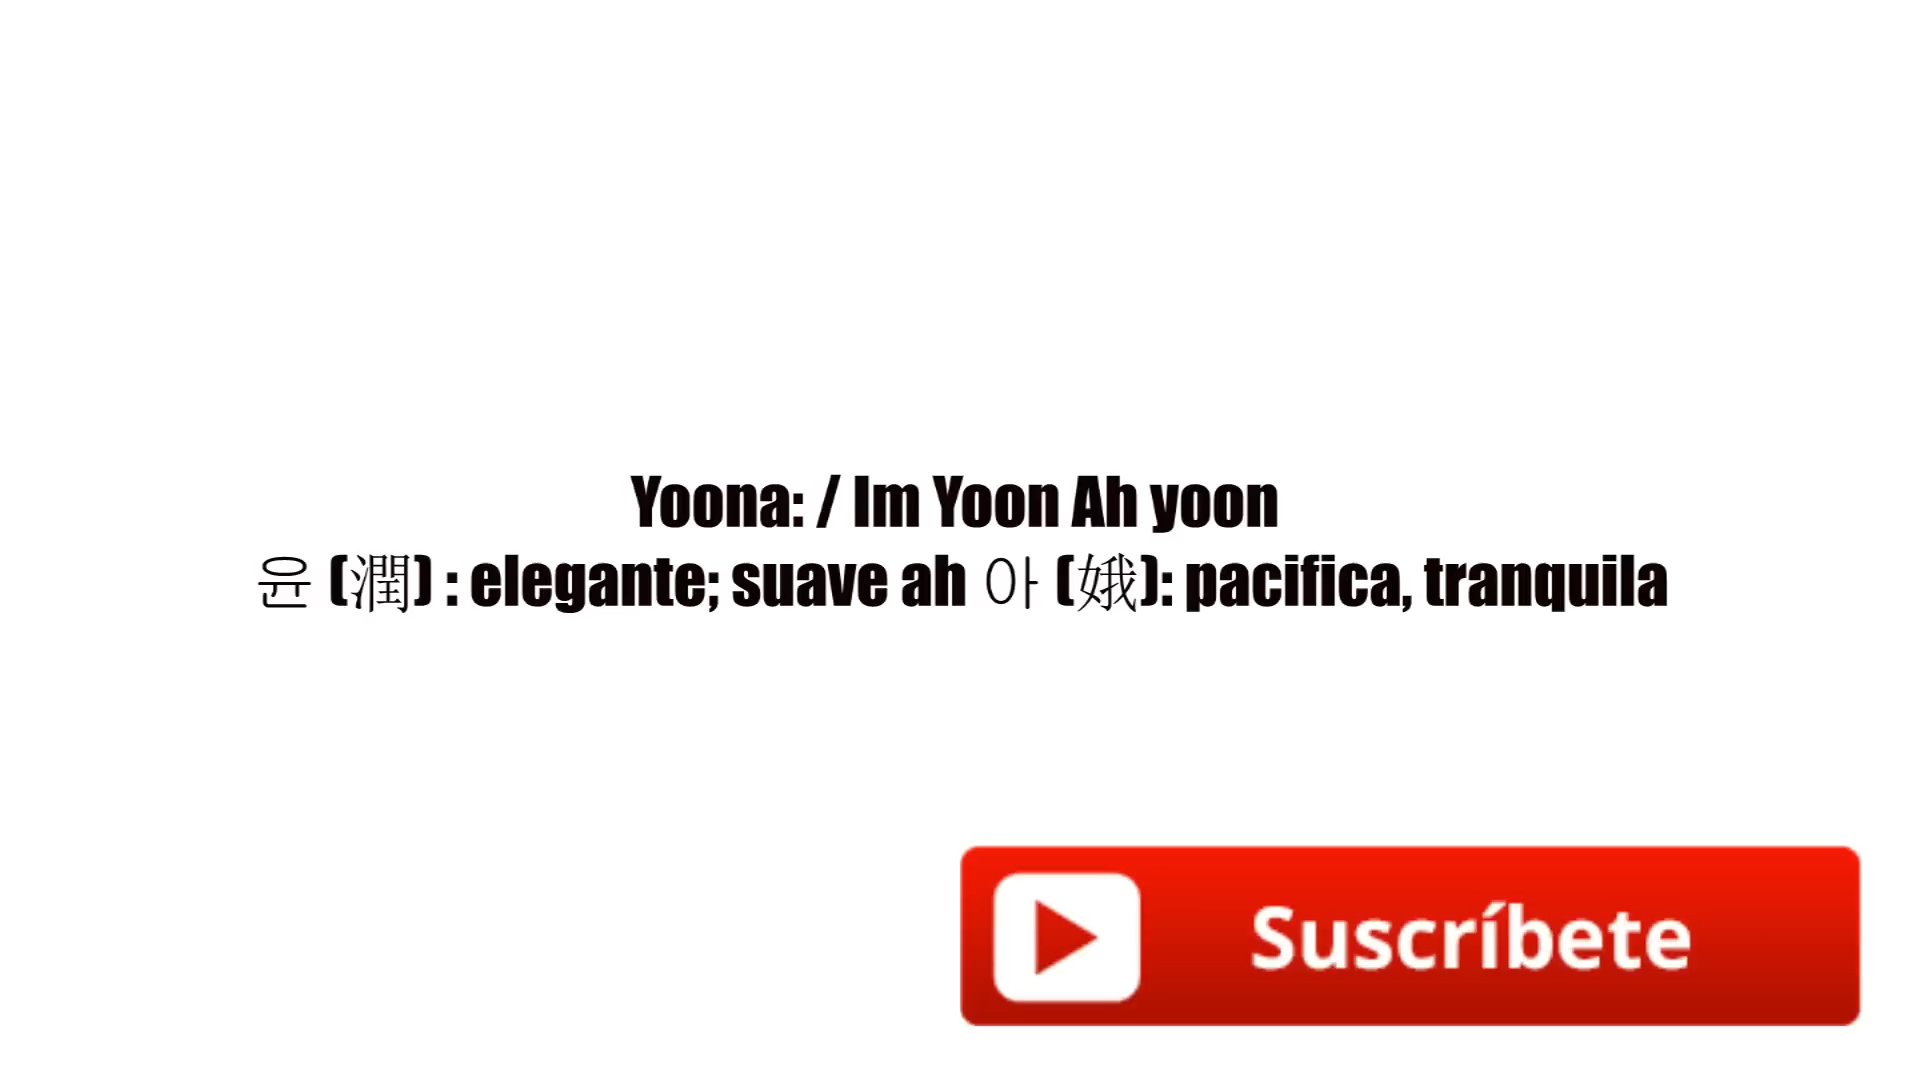 Yoona: / Im Yoon Ah yoon
윤 (潤) : elegante; suave ah 아 (娥): pacifica, tranquila
Suscríbete